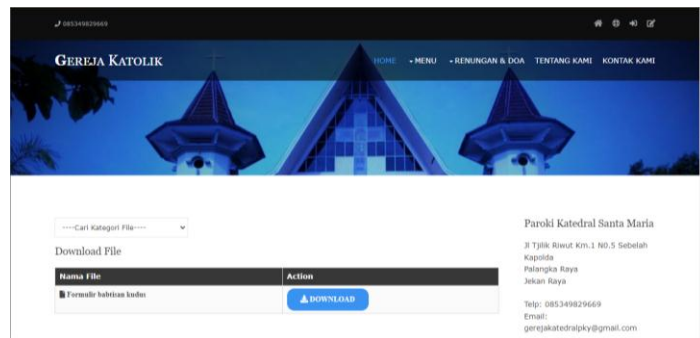 085349829669
GEREJA KATOLIK
HOME MENU RENUNGAN & DOA TENTANG KAMI KONTAK KAMI
----Cari Kategori File----
Download File
Nama File Action
Formulir babtisan kudus DOWNLOAD
Paroki Katedral Santa Maria
Jl Tjilik Riwut Km.1 N0.5 Sebelah
Kapolda
Palangka Raya
Jekan Raya
Telp: 085349829669
Email:
gerejakatedralpky@gmail.com